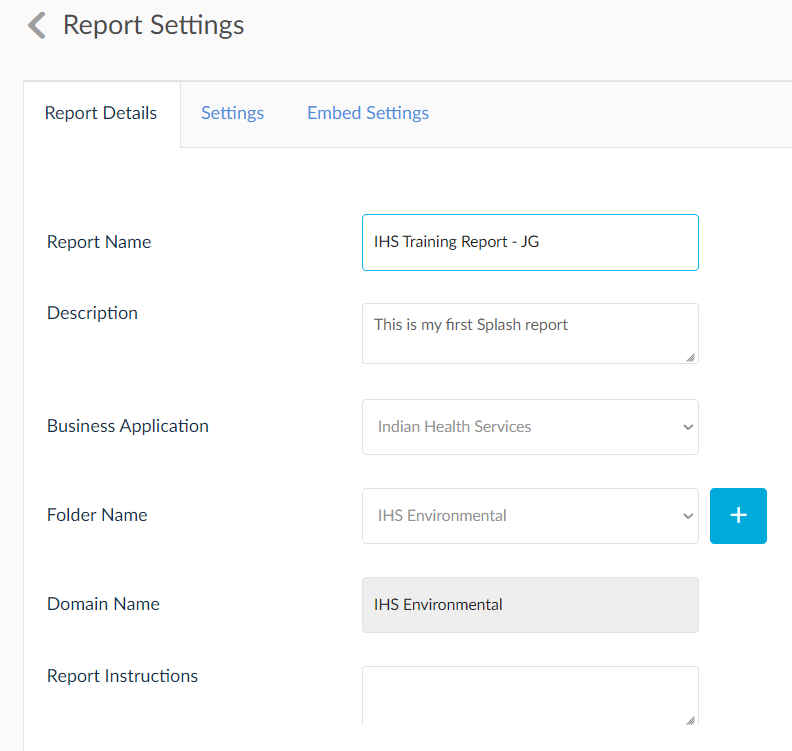 Report Settings
Report Details
Settings
Embed Settings
Report Name
IHS Training Report - JG
Description
This is my first Splash report
Business Application
Indian Health Services
Folder Name
IHS Environmental
+
Domain Name
IHS Environmental
Report Instructions